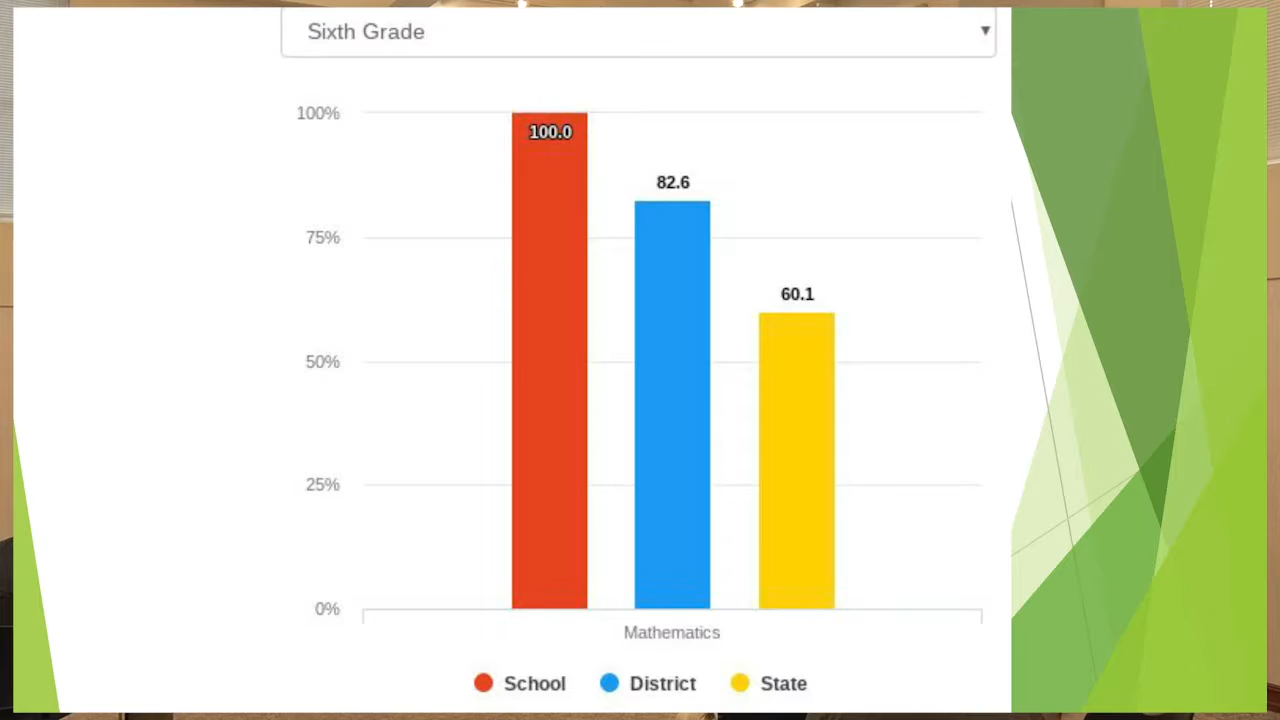 Sixth Grade
100%
100.0
82.6
75%
60.1
50%
25%
0%
Mathematics
School District State